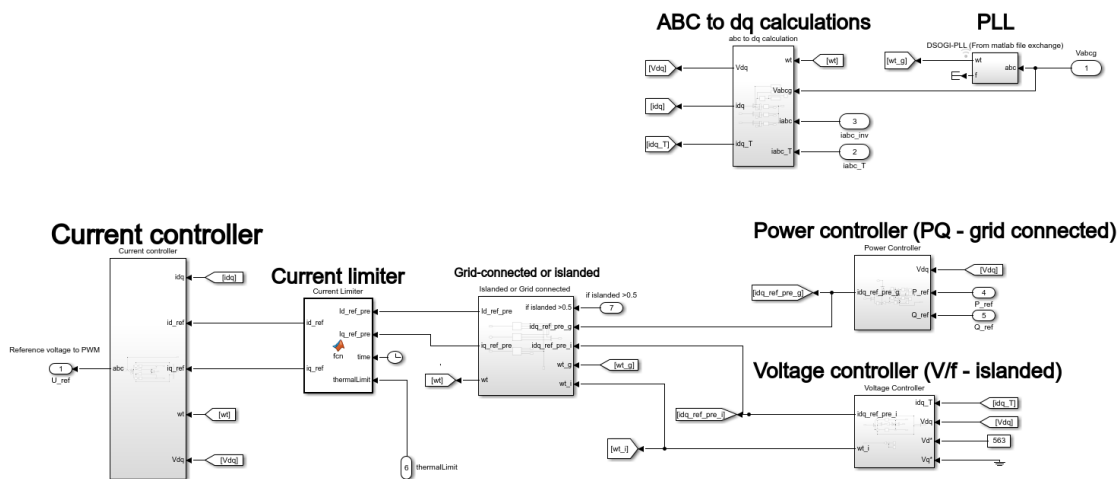 ABC to dq calculations
abc to dq calculation
PLL
DSOGI-PLL (From matlab file exchange)
Vabcg
[Vdq]
Vdq
wt
[wt]
[wt_g]
wt
abc
1
f
Vabcg
[idq]
idq
iabc
3
iabc_inv
[idq_T]
idq_T
iabc_T
2
iabc_T
Current controller
Current controller
idq
[idq]
id_ref
Reference voltage to PWM
1
U_ref
abc
iq_ref
wt
[wt]
Vdq
[Vdq]
Current limiter
Current Limiter
Id_ref_pre
id_ref
Iq_ref_pre
fcn
time
iq_ref
thermalLimit
6
thermalLimit
Grid-connected or islanded
Islanded or Grid connected
if islanded >0.5
7
if islanded >0.5
Id_ref_pre
idq_ref_pre_g
iq_ref_pre
idq_ref_pre_i
wt_g
[wt_g]
[wt]
wt
wt_i
Power controller (PQ - grid connected)
Power Controller
Vdq
[Vdq]
[idq_ref_pre_g]
idq_ref_pre_g
P_ref
4
P_ref
Q_ref
5
Q_ref
Voltage controller (V/f - islanded)
Voltage Controller
idq_T
[idq_T]
[idq_ref_pre_i]
idq_ref_pre_i
Vdq
[Vdq]
Vd*
563
[wt_i]
wt_i
Vq*